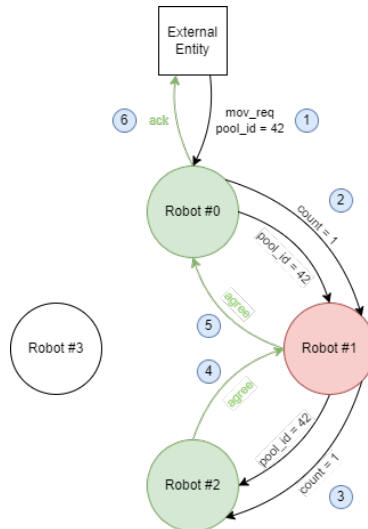 External
Entity
6
ack
mov_req
pool_id = 42
1
2
Robot #0
count = 1
pool_id = 42
agree
5
Robot #3
Robot #1
4
agree
pool_id = 42
count = 1
Robot #2
3